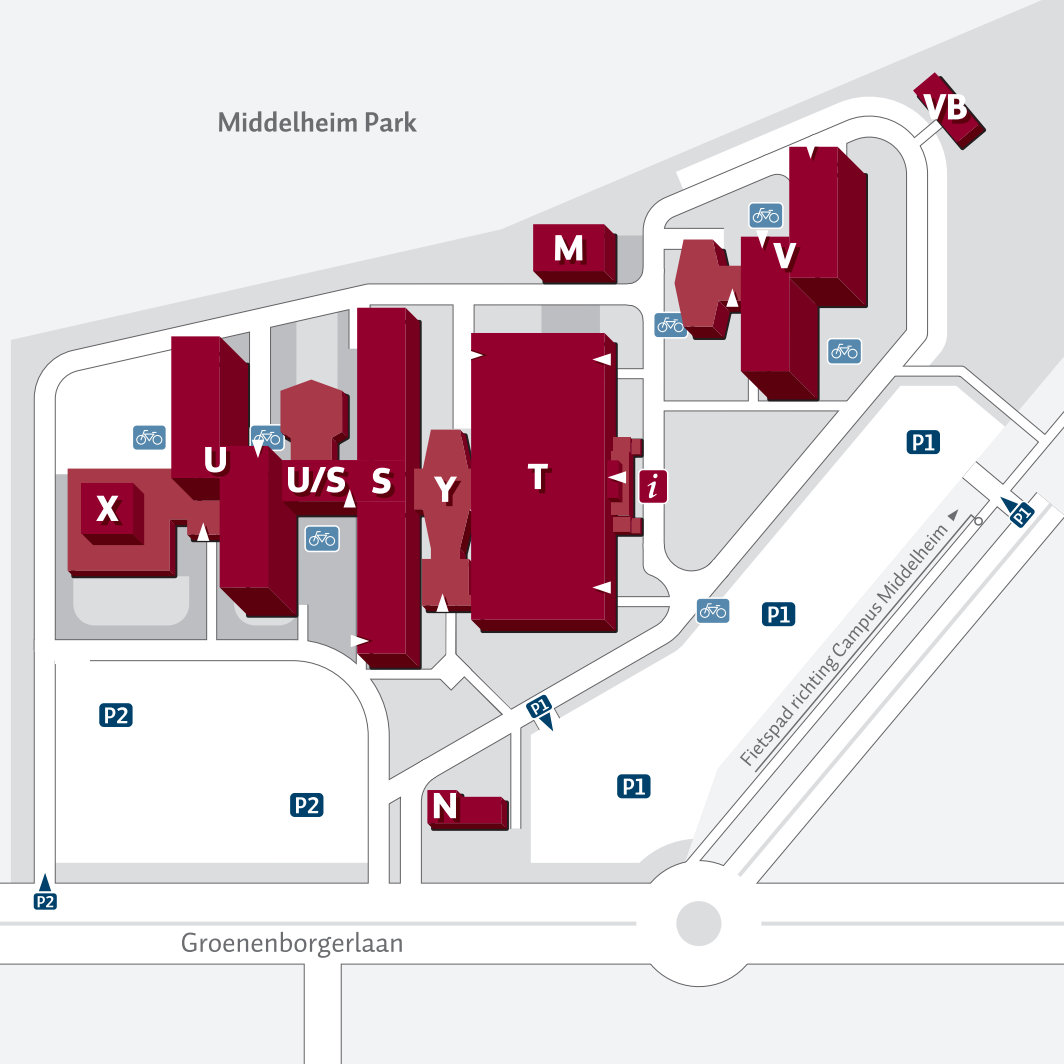 VB
Middelheim Park
M
V
P1
U
U/S
S
Y
T
i
X
P1
P1
Fietspad richting Campus Middelheim
P2
P1
P1
P2
N
P2
Groenenborgerlaan